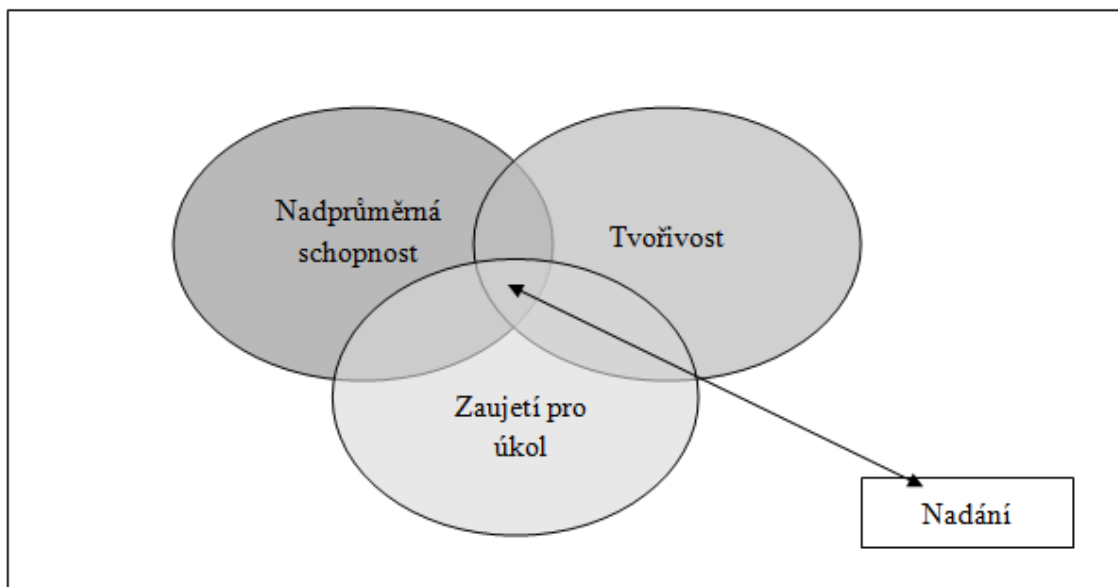 Nadprůměrná
schopnost
Tvořivost
Zaujetí pro
úkol
Nadání